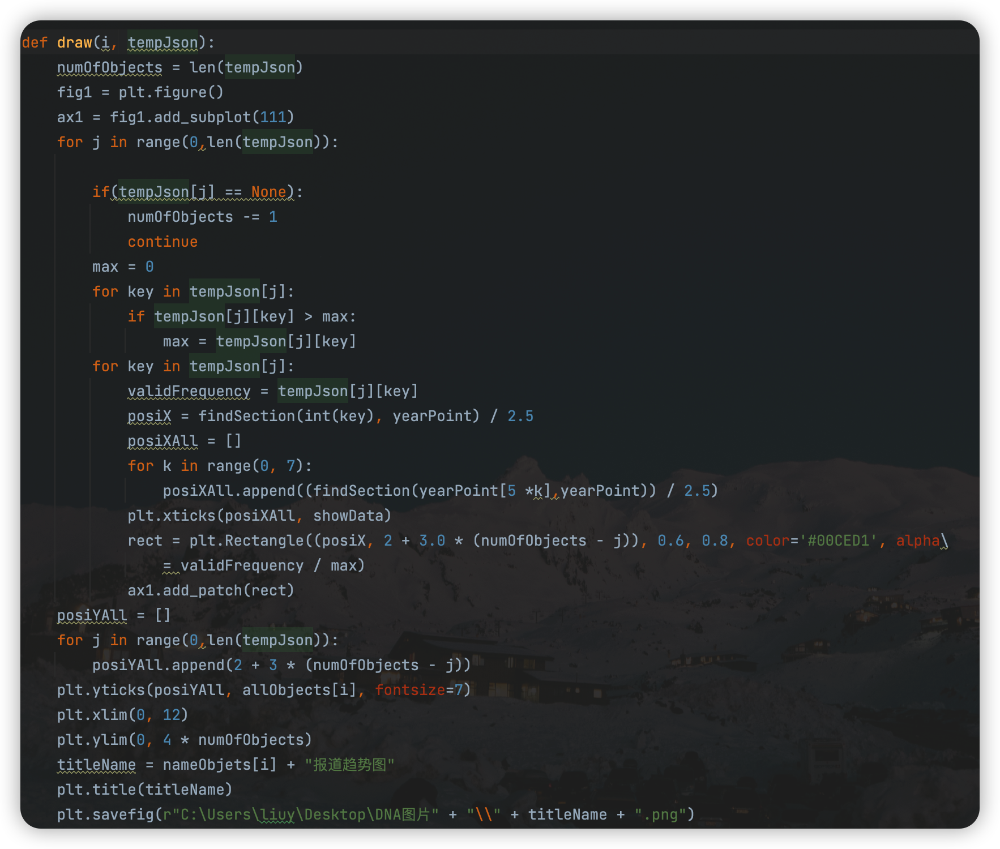 def draw(i, tempJson):
    numOfObjects = len(tempJson)
    fig1 = plt.figure()
    ax1 = fig1.add_subplot(111)
    for j in range(0,len(tempJson)):

        if(tempJson[j] == None):
            numOfObjects -= 1
            continue
        max = 0
        for key in tempJson[j]:
            if tempJson[j][key] > max:
                max = tempJson[j][key]
        for key in tempJson[j]:
            validFrequency = tempJson[j][key]
            posiX = findSection(int(key), yearPoint) / 2.5
            posiXAll = []
            for k in range(0, 7):
                posiXAll.append((findSection(yearPoint[5 *k],yearPoint)) / 2.5)
            plt.xticks(posiXAll, showData)
            rect = plt.Rectangle((posiX, 2 + 3.0 * (numOfObjects - j)), 0.6, 0.8, color='#00CED1', alpha\
                = validFrequency / max)
            ax1.add_patch(rect)
    posiYAll = []
    for j in range(0,len(tempJson)):
        posiYAll.append(2 + 3 * (numOfObjects - j))
    plt.yticks(posiYAll, allObjects[i], fontsize=7)
    plt.xlim(0, 12)
    plt.ylim(0, 4 * numOfObjects)
    titleName = nameObjets[i] + "报道趋势图"
    plt.title(titleName)
    plt.savefig(r"C:\Users\liuy\Desktop\DNA图片" + "\\" + titleName + ".png")